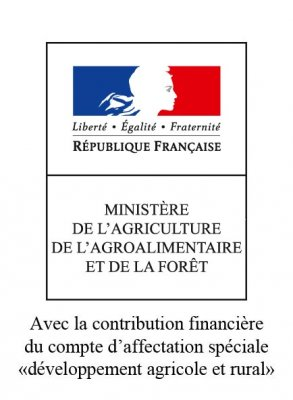 Liberté • Égalité • Fraternité
RÉPUBLIQUE FRANÇAISE
MINISTÈRE
DE L'AGRICULTURE
DE L'AGROALIMENTAIRE
ET DE LA FORÊT
Avec la contribution financière
du compte d'affectation spéciale
«développement agricole et rural»